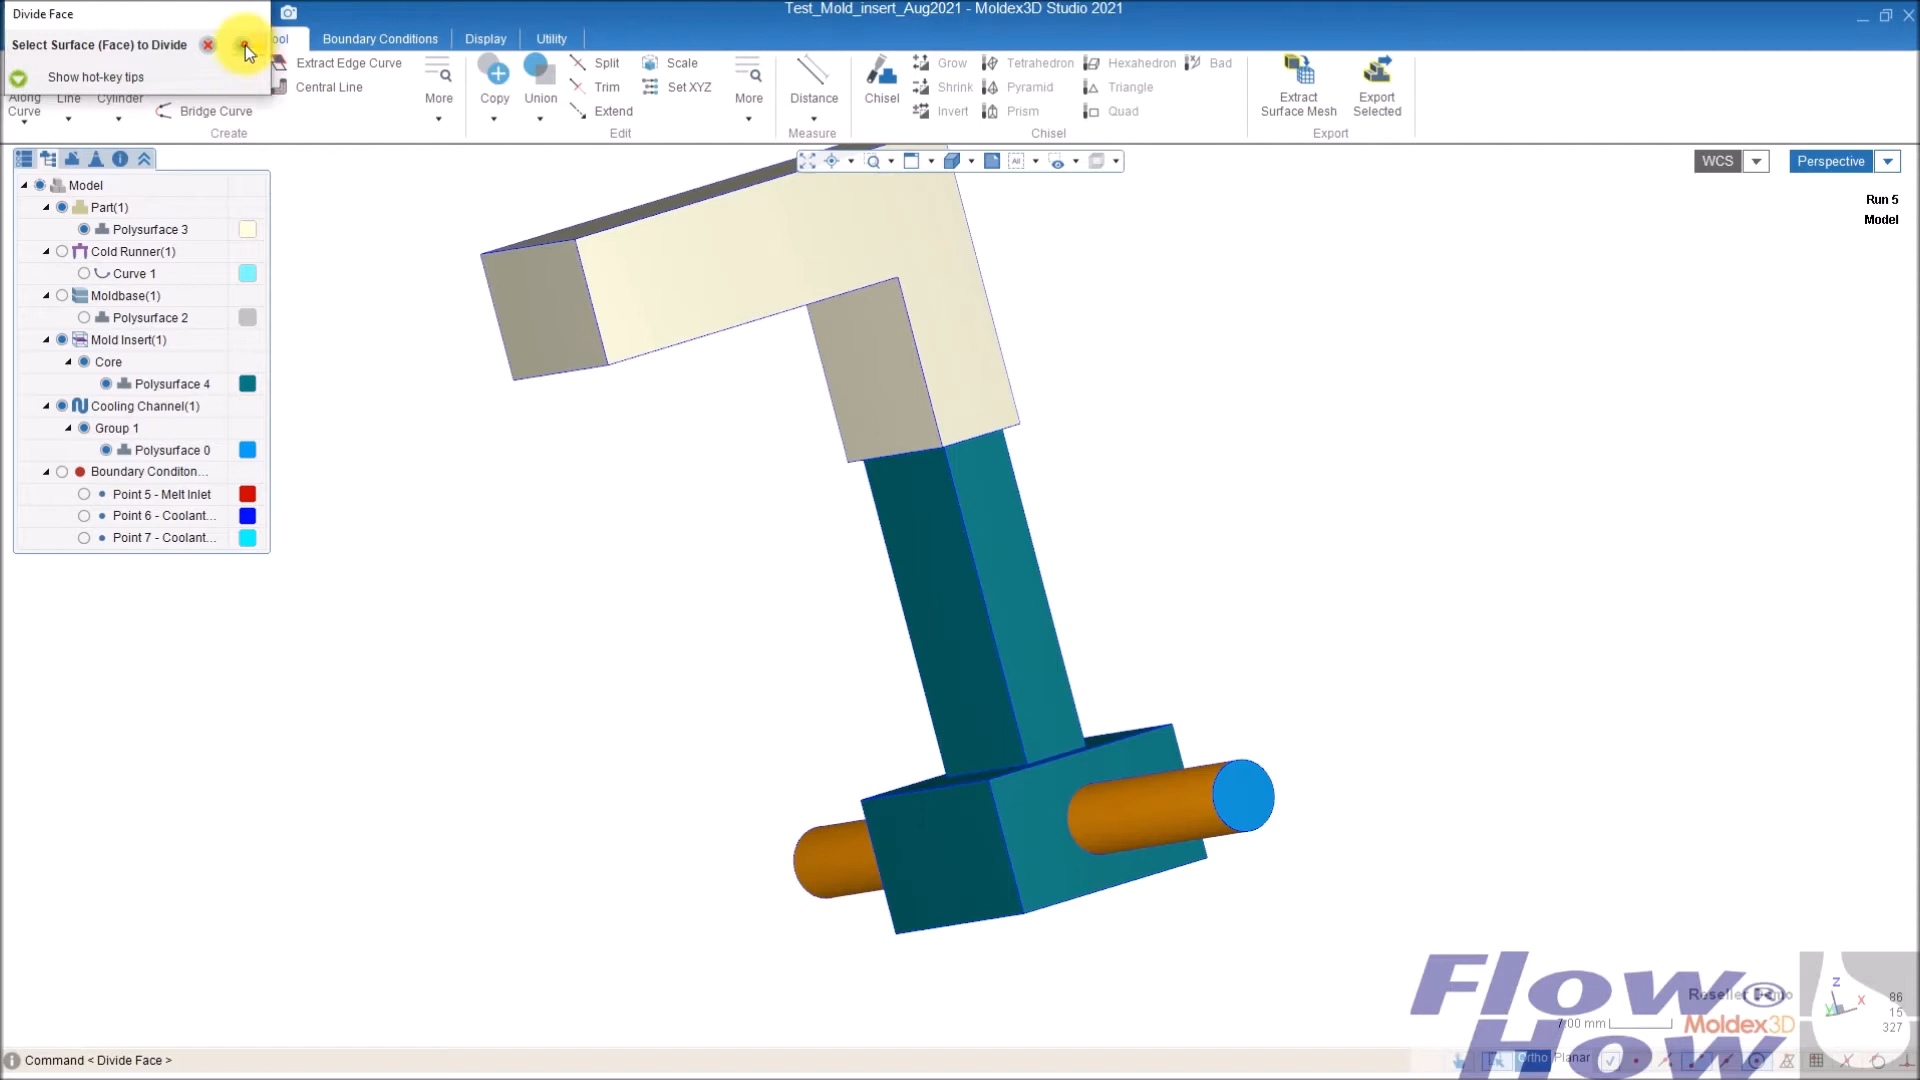 Divide Face
Test_Mold_insert_Aug2021 - Moldex3D Studio 2021
Select Surface (Face) to Divide
Show hot-key tips
Boundary Conditions
Display
Utility
Along Curve
Line
Cylinder
Extract Edge Curve
Central Line
Bridge Curve
More
Create
Copy
Union
Split
Trim
Extend
Scale
Set XYZ
More
Edit
Distance
Measure
Chisel
Grow
Shrink
Invert
Tetrahedron
Pyramid
Prism
Hexahedron
Triangle
Quad
Bad
Chisel
Extract Surface Mesh
Export Selected
Export
WCS
Perspective
Run 5
Model
Model
Part(1)
Polysurface 3
Cold Runner(1)
Curve 1
Moldbase(1)
Polysurface 2
Mold Insert(1)
Core
Polysurface 4
Cooling Channel(1)
Group 1
Polysurface 0
Boundary Conditon...
Point 5 - Melt Inlet
Point 6 - Coolant...
Point 7 - Coolant...
Flow®
How
Moldex3D
Z
X
Y
86
15
327
Command < Divide Face >
Ortho
Planar